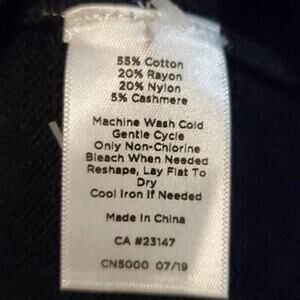 55% Cotton
20% Rayon
20% Nylon
5% Cashmere
Machine Wash Cold
Gentle Cycle
Only Non-Chlorine
Bleach When Needed
Reshape, Lay Flat To
Dry
Cool Iron If Needed
Made In China
CA #23147
CN5000 07/19